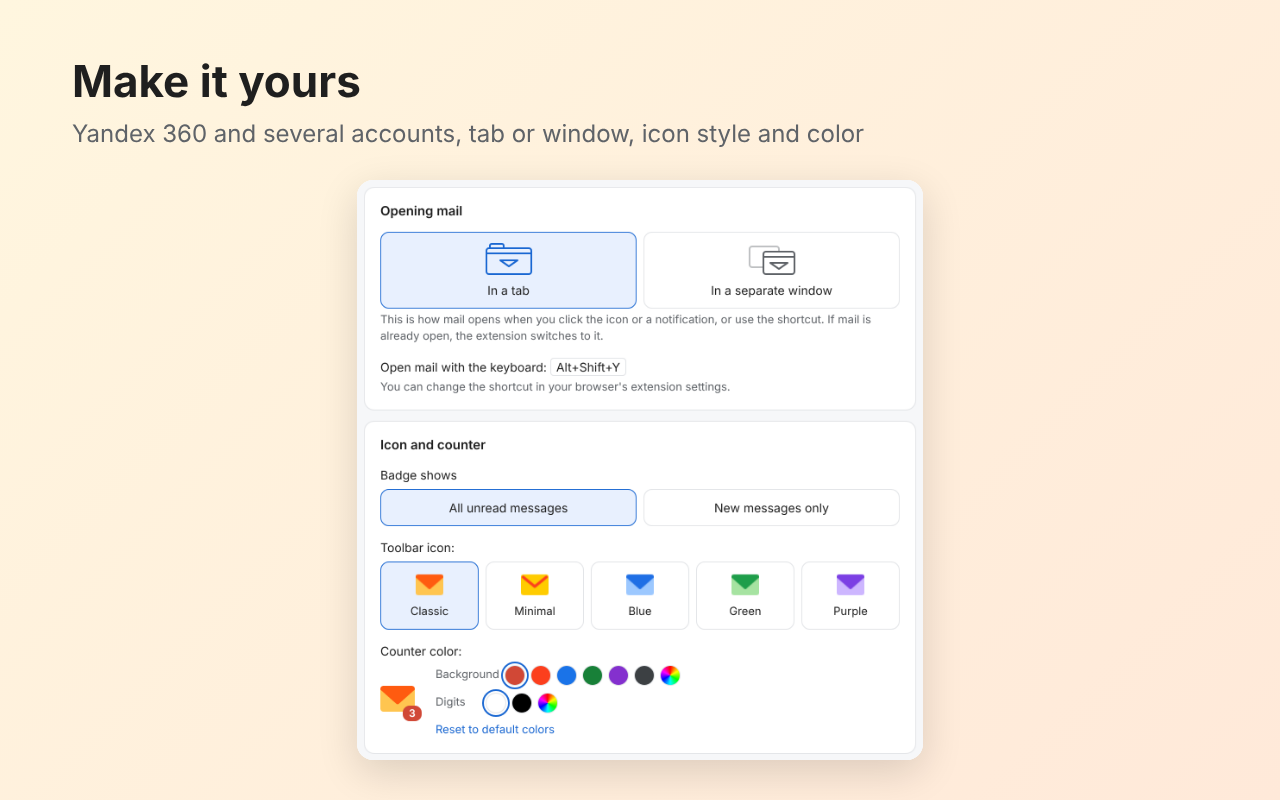 Make it yours
Yandex 360 and several accounts, tab or window, icon style and color
Opening mail
In a tab
In a separate window
This is how mail opens when you click the icon or a notification, or use the shortcut. If mail is
already open, the extension switches to it.
Open mail with the keyboard: Alt+Shift+Y
You can change the shortcut in your browser's extension settings.
Icon and counter
Badge shows
All unread messages
New messages only
Toolbar icon:
Classic
Minimal
Blue
Green
Purple
Counter color:
Background
3
Digits
Reset to default colors